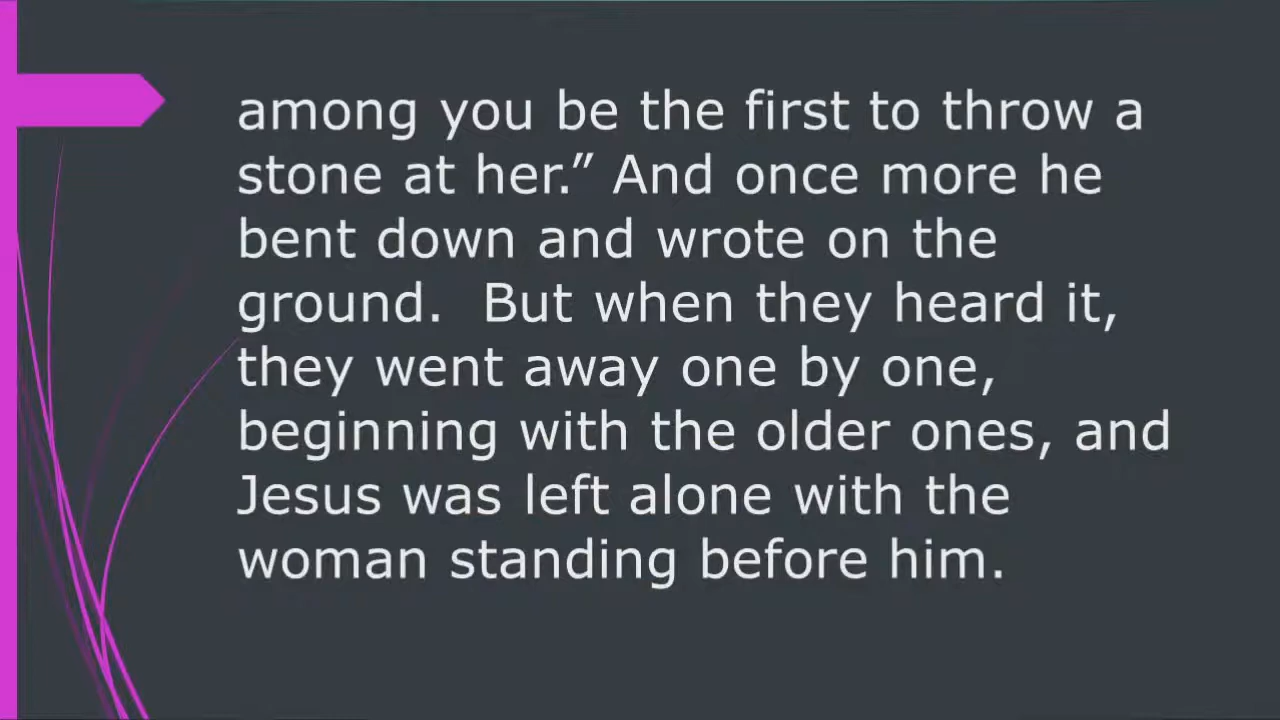 among you be the first to throw a
stone at her.” And once more he
bent down and wrote on the
ground.  But when they heard it,
they went away one by one,
beginning with the older ones, and
Jesus was left alone with the
woman standing before him.